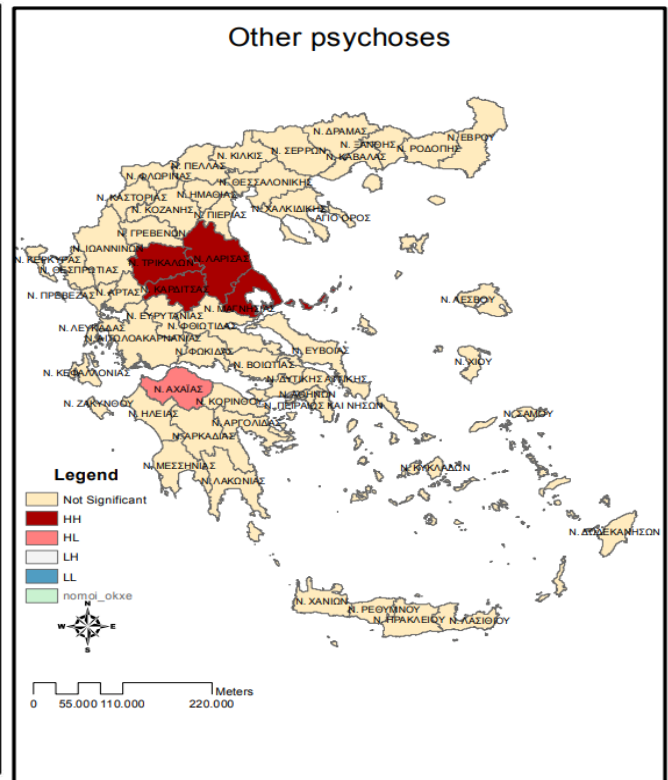 Other psychoses
Ν. ΔΡΑΜΑΣ
Ν. ΞΑΝΘΗΣ
Ν. ΕΒΡΟΥ
Ν. ΡΟΔΟΠΗΣ
Ν. ΚΙΛΚΙΣ
Ν. ΣΕΡΡΩΝ
Ν. ΚΑΒΑΛΑΣ
Ν. ΠΕΛΛΑΣ
Ν. ΦΛΩΡΙΝΑΣ
Ν. ΘΕΣΣΑΛΟΝΙΚΗΣ
Ν. ΚΑΣΤΟΡΙΑΣ
Ν. ΗΜΑΘΙΑΣ
Ν. ΚΟΖΑΝΗΣ
Ν. ΠΙΕΡΙΑΣ
Ν. ΧΑΛΚΙΔΙΚΗΣ
ΑΓΙΟ ΟΡΟΣ
Ν. ΓΡΕΒΕΝΩΝ
Ν. ΙΩΑΝΝΙΝΩΝ
Ν. ΚΕΡΚΥΡΑΣ
Ν. ΘΕΣΠΡΩΤΙΑΣ
Ν. ΤΡΙΚΑΛΩΝ
Ν. ΛΑΡΙΣΑΣ
Ν. ΠΡΕΒΕΖΑΣ
Ν. ΑΡΤΑΣ
Ν. ΚΑΡΔΙΤΣΑΣ
Ν. ΜΑΓΝΗΣΙΑΣ
Ν. ΛΕΣΒΟΥ
Ν. ΕΥΡΥΤΑΝΙΑΣ
Ν. ΛΕΥΚΑΔΑΣ
Ν. ΦΘΙΩΤΙΔΑΣ
Ν. ΑΙΤΩΛΟΑΚΑΡΝΑΝΙΑΣ
Ν. ΦΩΚΙΔΑΣ
Ν. ΕΥΒΟΙΑΣ
Ν. ΒΟΙΩΤΙΑΣ
Ν. ΧΙΟΥ
Ν. ΚΕΦΑΛΛΟΝΙΑΣ
Ν. ΔΥΤΙΚΗΣ ΑΤΤΙΚΗΣ
Ν. ΑΧΑΪΑΣ
Ν. ΑΘΗΝΩΝ
Ν. ΖΑΚΥΝΘΟΥ
Ν. ΚΟΡΙΝΘΟΥ
Ν. ΠΕΙΡΑΙΩΣ ΚΑΙ ΝΗΣΩΝ
Ν. ΗΛΕΙΑΣ
Ν. ΣΑΜΟΥ
Ν. ΑΡΓΟΛΙΔΑΣ
Ν. ΑΡΚΑΔΙΑΣ
Ν. ΜΕΣΣΗΝΙΑΣ
Ν. ΚΥΚΛΑΔΩΝ
Ν. ΛΑΚΩΝΙΑΣ
Ν. ΔΩΔΕΚΑΝΗΣΩΝ
Ν. ΧΑΝΙΩΝ
Ν. ΡΕΘΥΜΝΟΥ
Ν. ΗΡΑΚΛΕΙΟΥ
Ν. ΛΑΣΙΘΙΟΥ
Legend
Not Significant
HH
HL
LH
LL
nomoi_okxe
N
W E
S
Meters
0 55.000 110.000 220.000